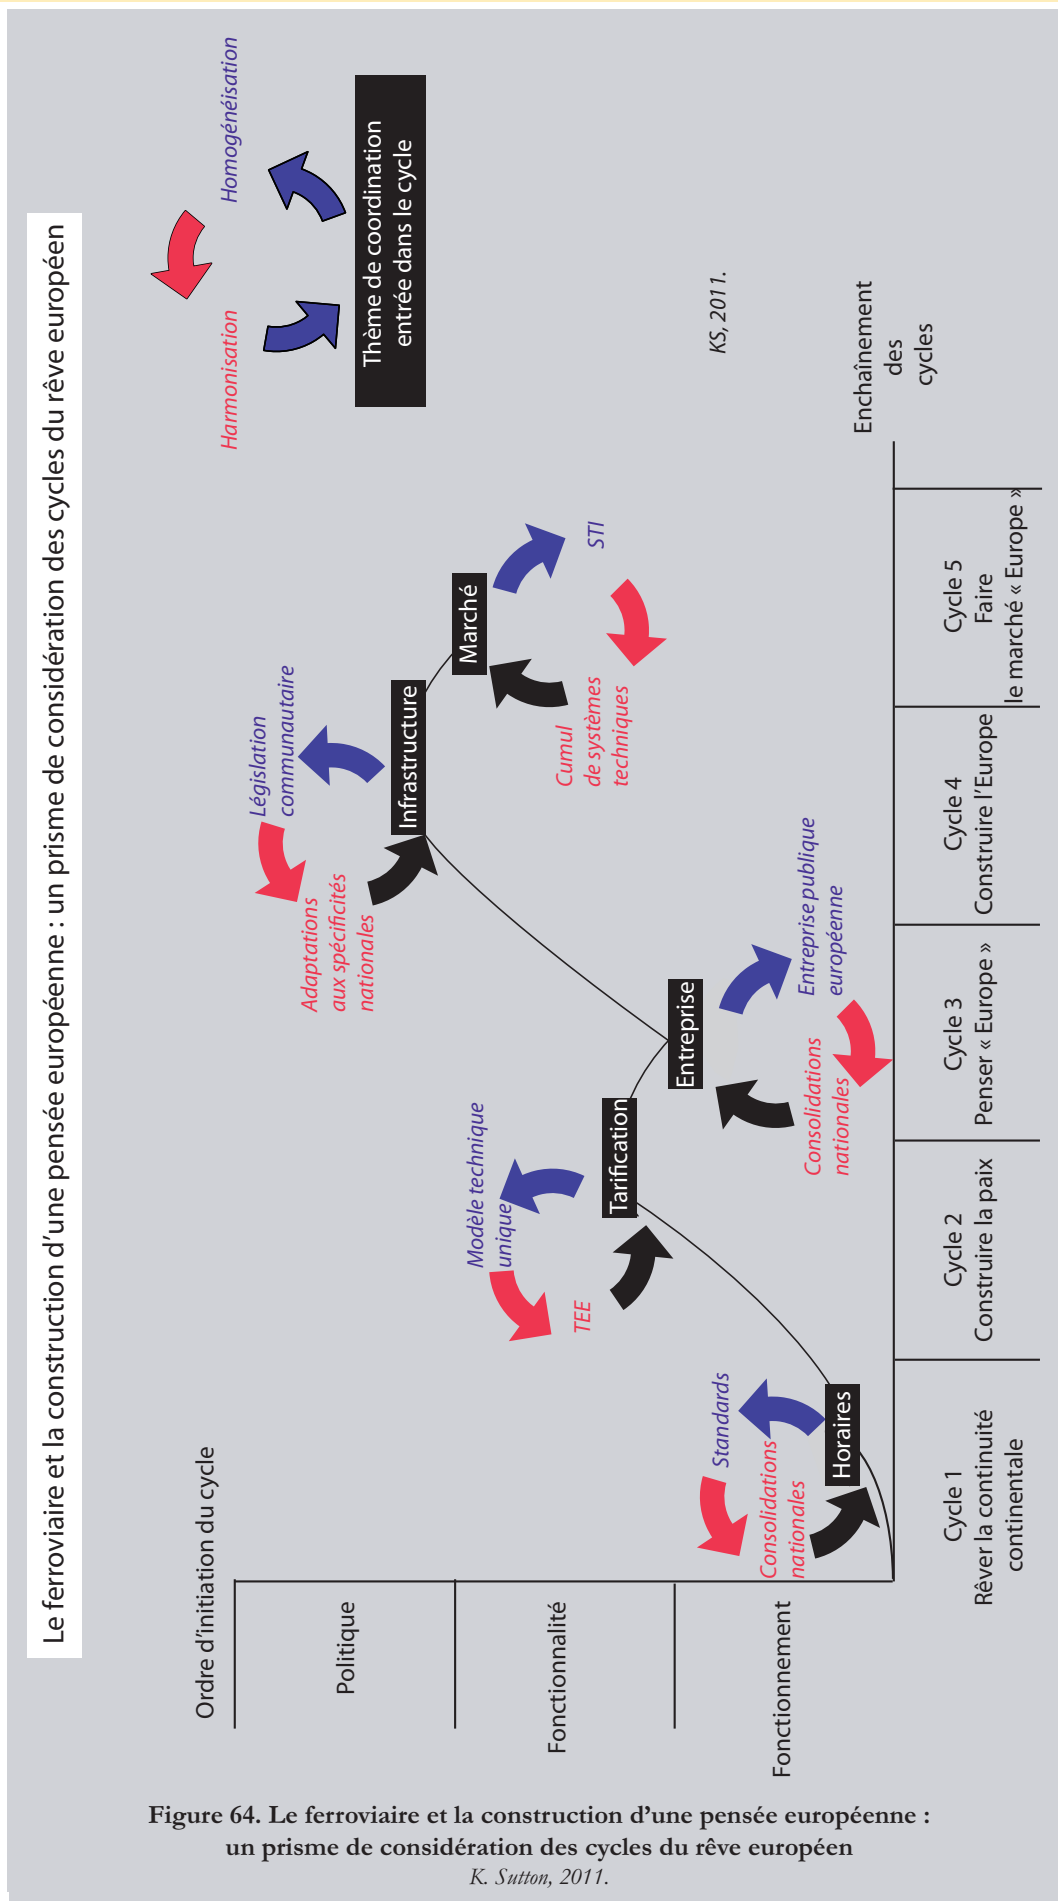 Le ferroviaire et la construction d'une pensée européenne : un prisme de considération des cycles du rêve européen
Ordre d'initiation du cycle
Politique
Fonctionnalité
Fonctionnement
Harmonisation
Homogénéisation
Thème de coordination
entrée dans le cycle
Standards
Consolidations
nationales
Horaires
Modèle technique
unique
TEE
Tarification
Entreprise
Entreprise publique
européenne
Consolidations
nationales
Législation
communautaire
Adaptations
aux spécificités
nationales
Infrastructure
Marché
STI
Cumul
de systèmes
techniques
KS, 2011.
Enchaînement
des
cycles
Cycle 1
Rêver la continuité
continentale
Cycle 2
Construire la paix
Cycle 3
Penser « Europe »
Cycle 4
Construire l'Europe
Cycle 5
Faire
le marché « Europe »
Figure 64. Le ferroviaire et la construction d'une pensée européenne :
un prisme de considération des cycles du rêve européen
K. Sutton, 2011.